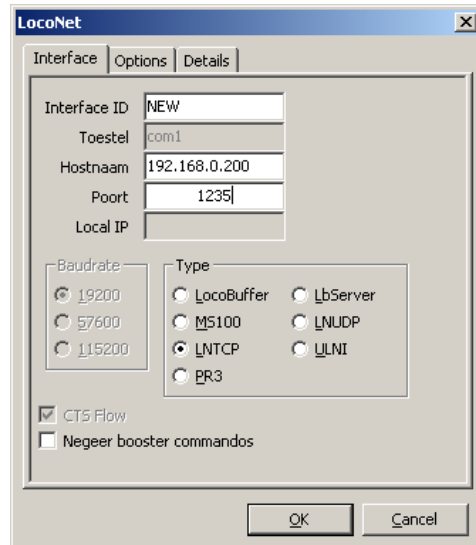 LocoNet
Interface Options Details
Interface ID NEW
Toestel com1
Hostnaam 192.168.0.200
Poort 1235
Local IP
Baudrate
19200
57600
115200
Type
LocoBuffer LbServer
MS100 LNUDP
LNTCP ULNI
PR3
CTS Flow
Negeer booster commandos
OK Cancel